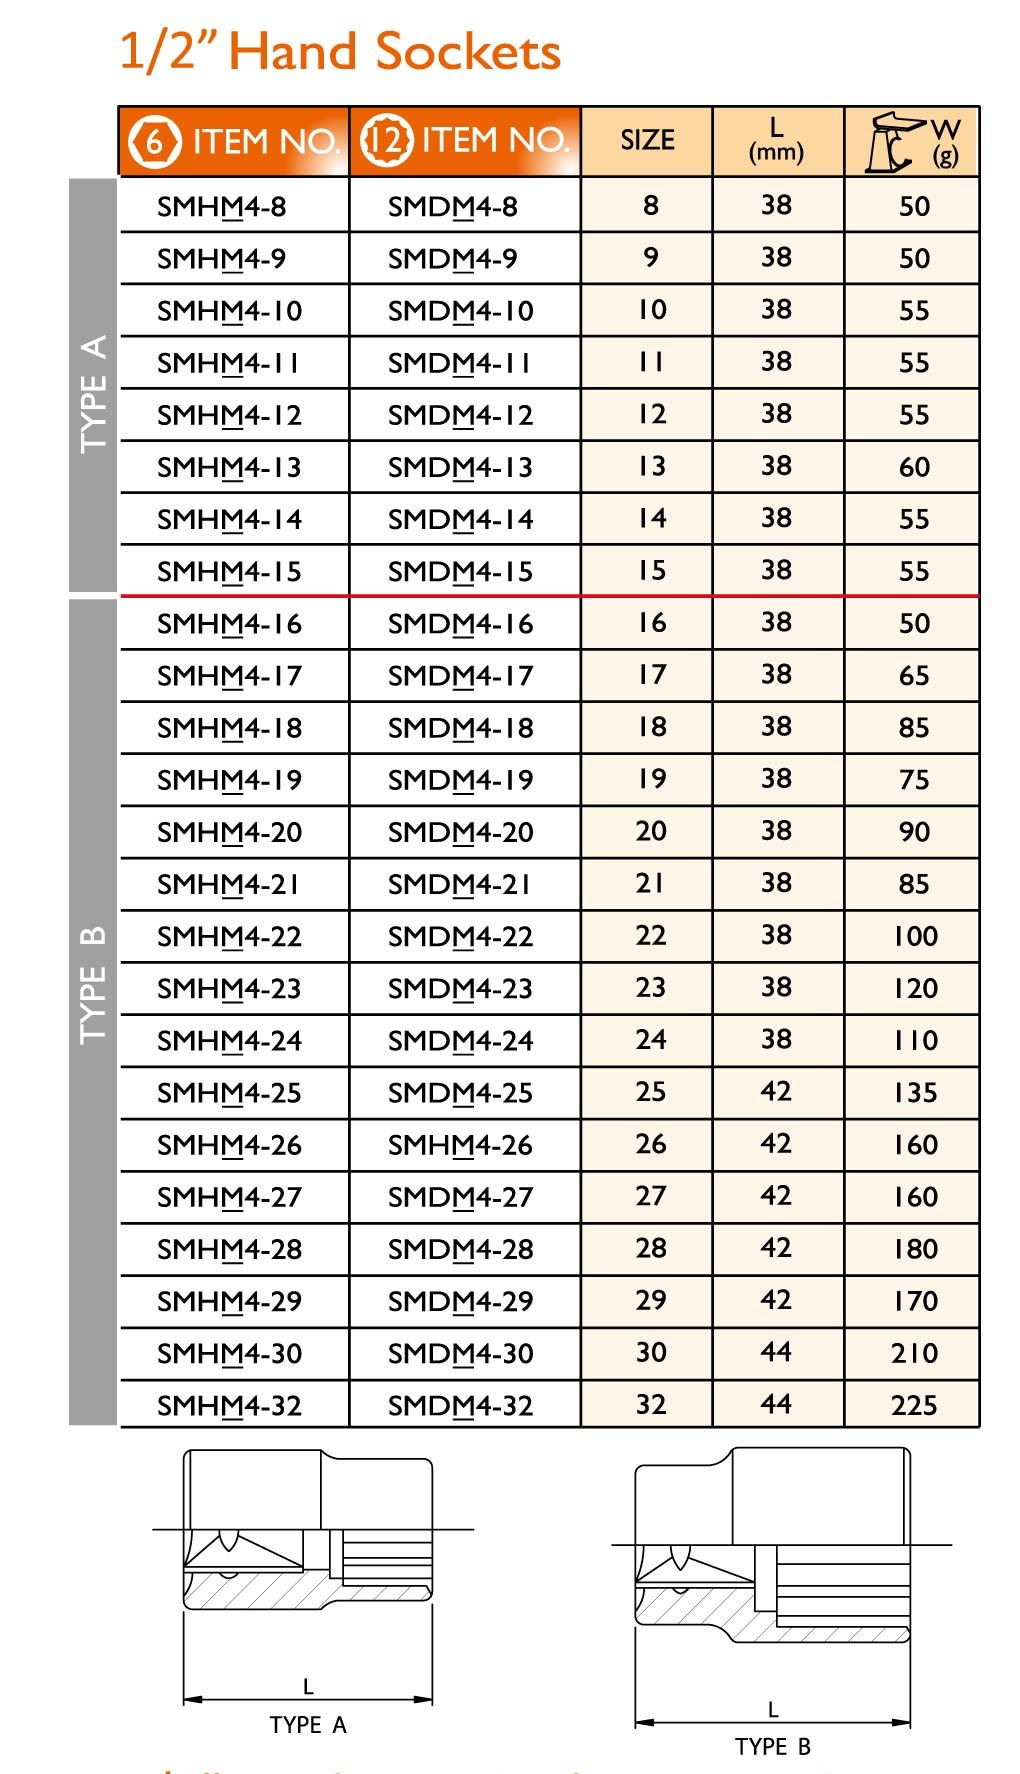 1/2” Hand Sockets
6 ITEM NO. 12 ITEM NO. SIZE L (mm) W (g)
TYPE A
SMHM4-8 SMDM4-8 8 38 50
SMHM4-9 SMDM4-9 9 38 50
SMHM4-10 SMDM4-10 10 38 55
SMHM4-11 SMDM4-11 11 38 55
SMHM4-12 SMDM4-12 12 38 55
SMHM4-13 SMDM4-13 13 38 60
SMHM4-14 SMDM4-14 14 38 55
SMHM4-15 SMDM4-15 15 38 55
TYPE B
SMHM4-16 SMDM4-16 16 38 50
SMHM4-17 SMDM4-17 17 38 65
SMHM4-18 SMDM4-18 18 38 85
SMHM4-19 SMDM4-19 19 38 75
SMHM4-20 SMDM4-20 20 38 90
SMHM4-21 SMDM4-21 21 38 85
SMHM4-22 SMDM4-22 22 38 100
SMHM4-23 SMDM4-23 23 38 120
SMHM4-24 SMDM4-24 24 38 110
SMHM4-25 SMDM4-25 25 42 135
SMHM4-26 SMHM4-26 26 42 160
SMHM4-27 SMDM4-27 27 42 160
SMHM4-28 SMDM4-28 28 42 180
SMHM4-29 SMDM4-29 29 42 170
SMHM4-30 SMDM4-30 30 44 210
SMHM4-32 SMDM4-32 32 44 225
L
TYPE A
L
TYPE B